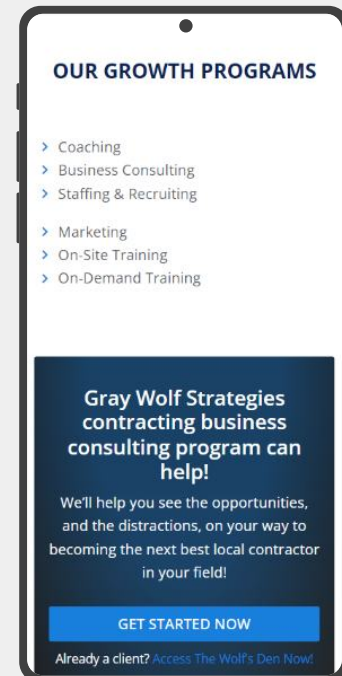 OUR GROWTH PROGRAMS
Coaching
Business Consulting
Staffing & Recruiting
Marketing
On-Site Training
On-Demand Training
Gray Wolf Strategies
contracting business
consulting program can
help!
We'll help you see the opportunities,
and the distractions, on your way to
becoming the next best local contractor
in your field!
GET STARTED NOW
Already a client? Access The Wolf's Den Now!